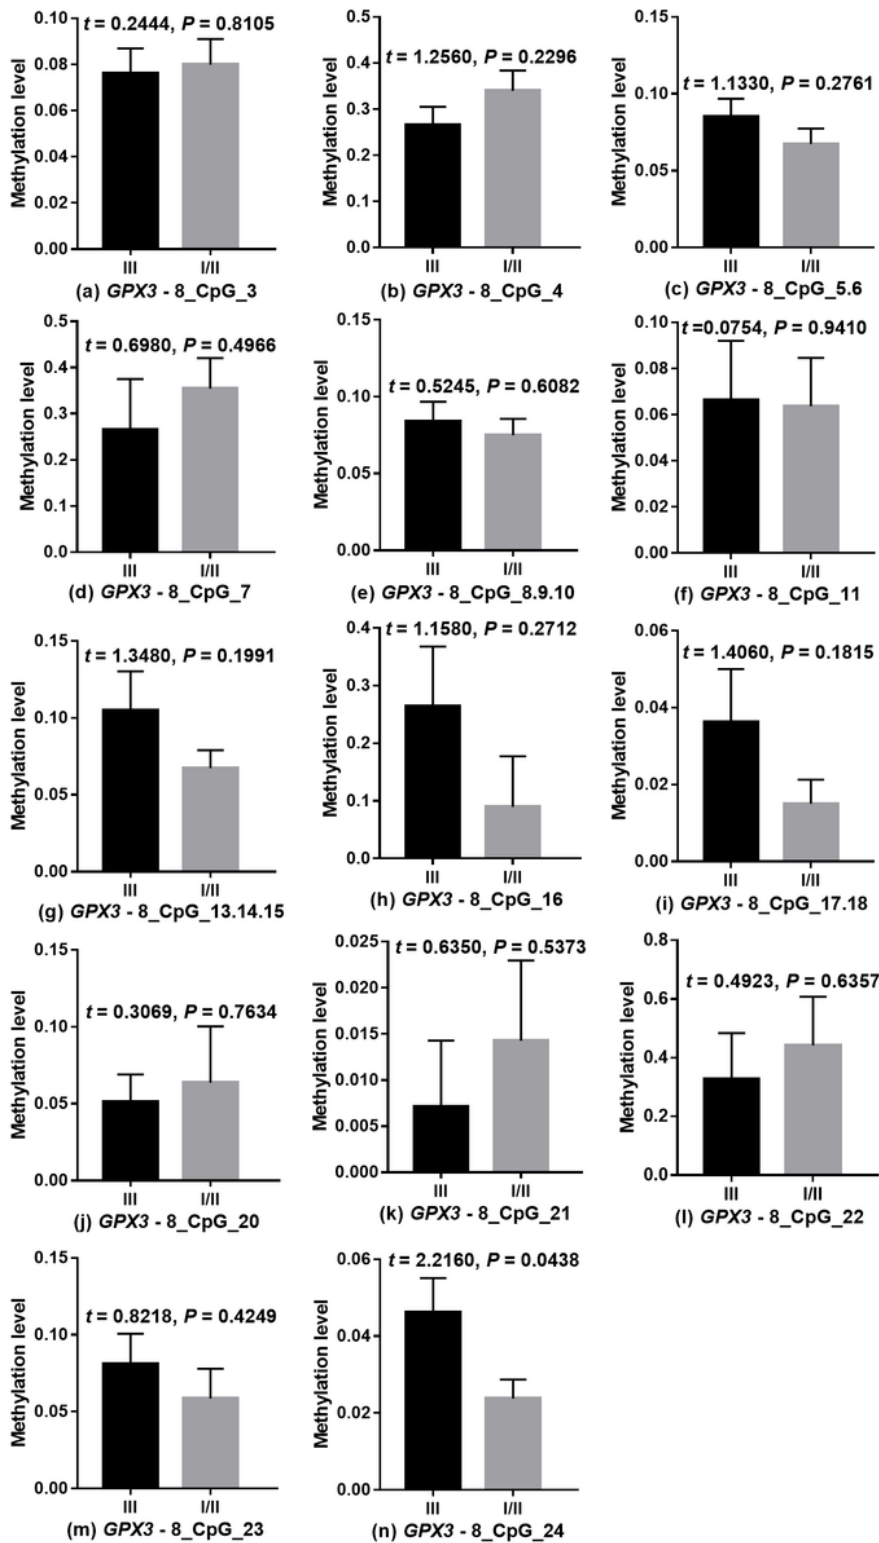 t = 0.2444, P = 0.8105
Methylation level
0.10
0.08
0.06
0.04
0.02
0.00
III
I/II
(a) GPX3 - 8_CpG_3
t = 1.2560, P = 0.2296
Methylation level
0.5
0.4
0.3
0.2
0.1
0.0
III
I/II
(b) GPX3 - 8_CpG_4
t = 1.1330, P = 0.2761
Methylation level
0.15
0.10
0.05
0.00
III
I/II
(c) GPX3 - 8_CpG_5.6
t = 0.6980, P = 0.4966
Methylation level
0.5
0.4
0.3
0.2
0.1
0.0
III
I/II
(d) GPX3 - 8_CpG_7
t = 0.5245, P = 0.6082
Methylation level
0.15
0.10
0.05
0.00
III
I/II
(e) GPX3 - 8_CpG_8.9.10
t =0.0754, P = 0.9410
Methylation level
0.10
0.08
0.06
0.04
0.02
0.00
III
I/II
(f) GPX3 - 8_CpG_11
t = 1.3480, P = 0.1991
Methylation level
0.15
0.10
0.05
0.00
III
I/II
(g) GPX3 - 8_CpG_13.14.15
t = 1.1580, P = 0.2712
Methylation level
0.4
0.3
0.2
0.1
0.0
III
I/II
(h) GPX3 - 8_CpG_16
t = 1.4060, P = 0.1815
Methylation level
0.06
0.04
0.02
0.00
III
I/II
(i) GPX3 - 8_CpG_17.18
t = 0.3069, P = 0.7634
Methylation level
0.15
0.10
0.05
0.00
III
I/II
(j) GPX3 - 8_CpG_20
t = 0.6350, P = 0.5373
Methylation level
0.025
0.020
0.015
0.010
0.005
0.000
III
I/II
(k) GPX3 - 8_CpG_21
t = 0.4923, P = 0.6357
Methylation level
0.8
0.6
0.4
0.2
0.0
III
I/II
(l) GPX3 - 8_CpG_22
t = 0.8218, P = 0.4249
Methylation level
0.15
0.10
0.05
0.00
III
I/II
(m) GPX3 - 8_CpG_23
t = 2.2160, P = 0.0438
Methylation level
0.06
0.04
0.02
0.00
III
I/II
(n) GPX3 - 8_CpG_24